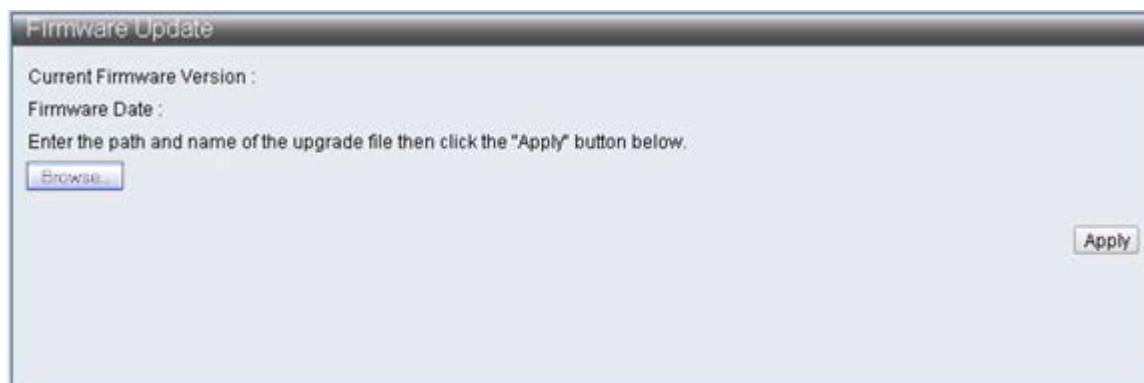 Firmware Update
Current Firmware Version :
Firmware Date :
Enter the path and name of the upgrade file then click the "Apply" button below.
Browse..
Apply